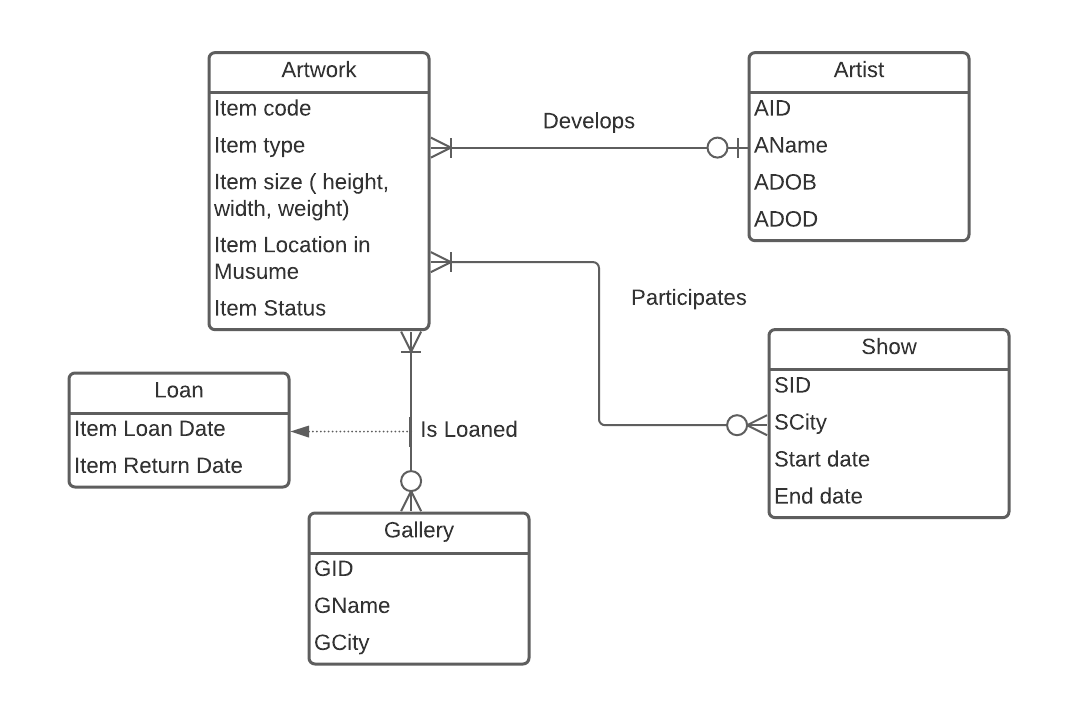 Artwork
Item code
Item type
Item size ( height,
width, weight)
Item Location in
Musume
Item Status
Develops
Artist
AID
AName
ADOB
ADOD
Participates
Show
SID
SCity
Start date
End date
Loan
Item Loan Date
Item Return Date
Is Loaned
Gallery
GID
GName
GCity